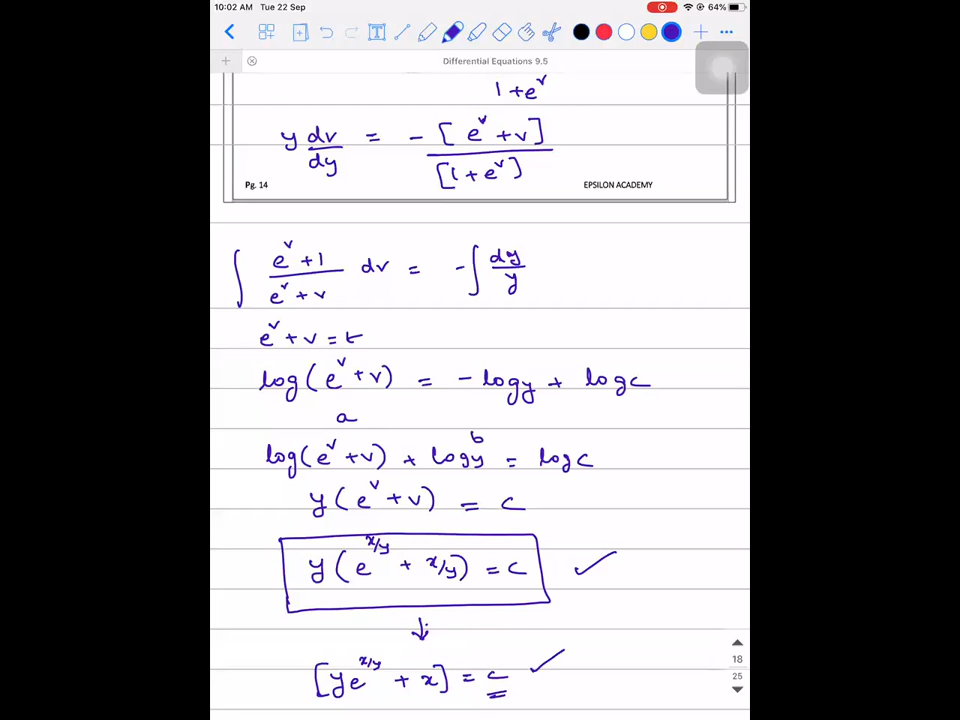 10:02 AM Tue 22 Sep 64%
Differential Equations 9.5
1 + e^v
y dv/dy = - [e^v + v] / [1 + e^v]
Pg. 14 EPSILON ACADEMY
∫ (e^v + 1)/(e^v + v) dv = -∫ dy/y
e^v + v = t
log(e^v + v) = - log y + log c
a
b
log(e^v + v) + log y = log c
y(e^v + v) = c
y(e^{x/y} + x/y) = c ✓
↓
[ye^{x/y} + x] = c ✓
18
25